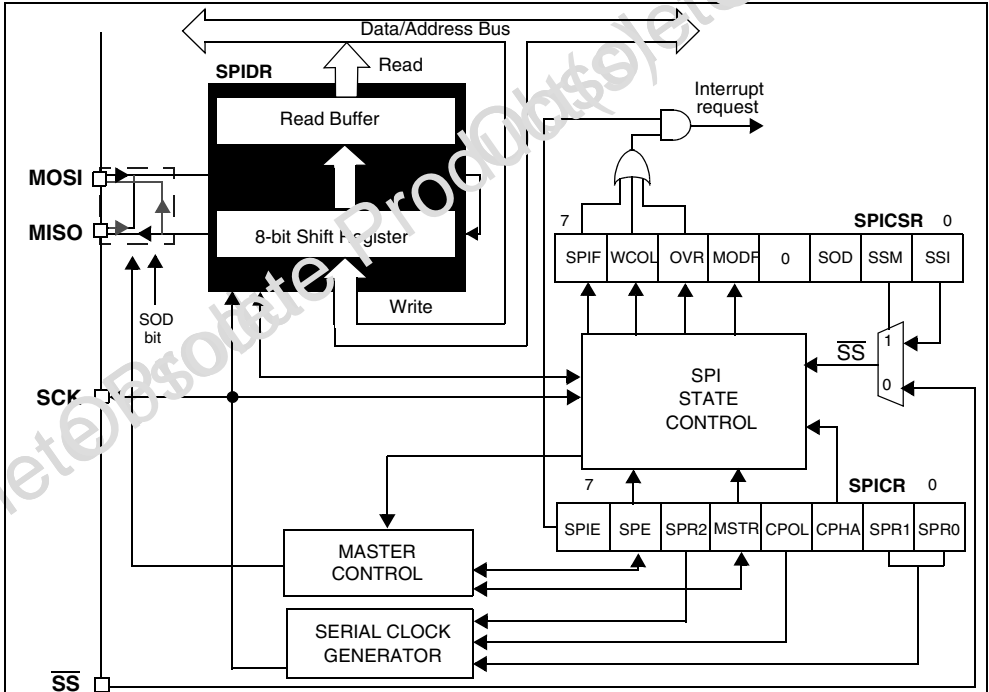 Data/Address Bus
SPIDR
Read
Read Buffer
Interrupt
request
MOSI
MISO
8-bit Shift Register
7 SPICSR 0
SPIF WCOL OVR MODF 0 SOD SSM SSI
Write
SOD
bit
1
SS
0
SPI
STATE
CONTROL
SCK
7 SPICR 0
SPIE SPE SPR2 MSTR CPOL CPHA SPR1 SPR0
MASTER
CONTROL
SERIAL CLOCK
GENERATOR
SS